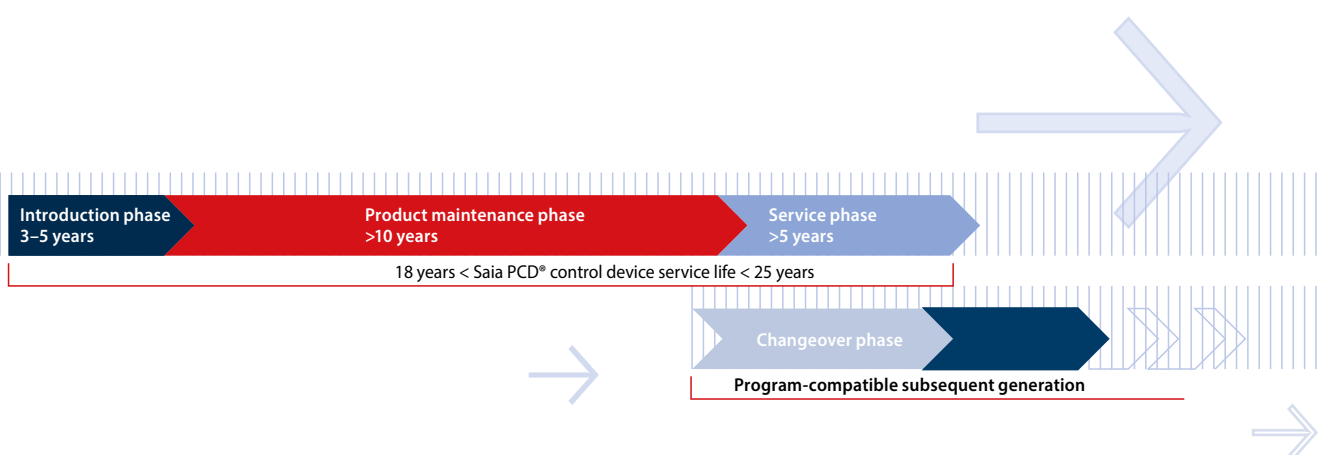 Introduction phase
3–5 years
Product maintenance phase
>10 years
Service phase
>5 years
18 years < Saia PCD® control device service life < 25 years
Changeover phase
Program-compatible subsequent generation